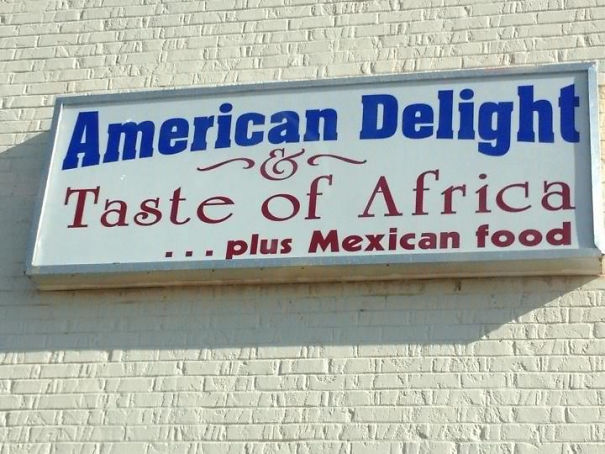 American Delight
&
Taste of Africa
...plus Mexican food